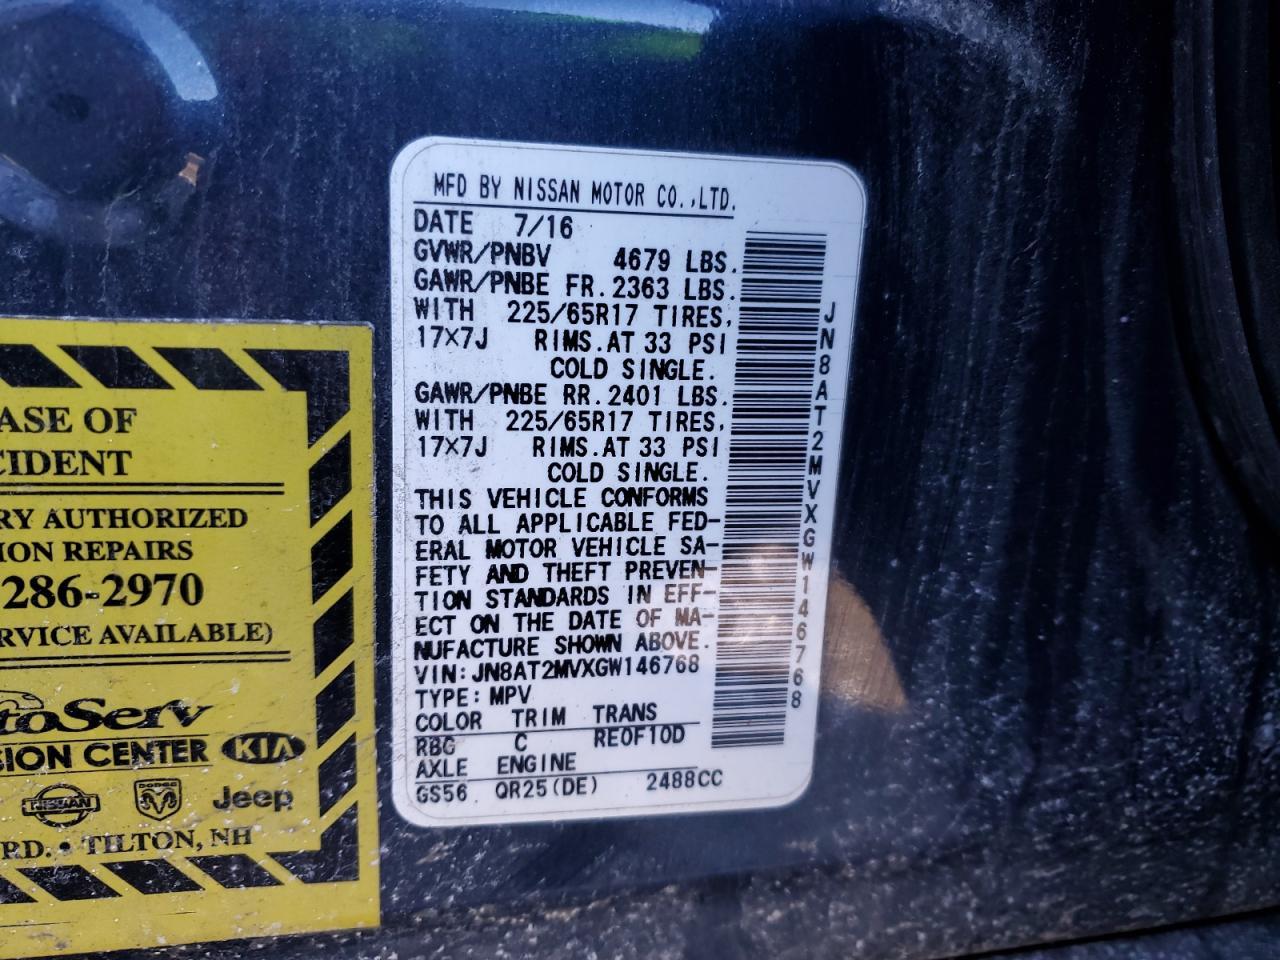 MFD BY NISSAN MOTOR CO.,LTD.
DATE 7/16
GVWR/PNBV 4679 LBS.
GAWR/PNBE FR.2363 LBS.
WITH 225/65R17 TIRES,
17X7J RIMS.AT 33 PSI
COLD SINGLE.
GAWR/PNBE RR.2401 LBS.
WITH 225/65R17 TIRES,
17X7J RIMS.AT 33 PSI
COLD SINGLE.
THIS VEHICLE CONFORMS
TO ALL APPLICABLE FED-
ERAL MOTOR VEHICLE SA-
FETY AND THEFT PREVEN-
TION STANDARDS IN EFF-
ECT ON THE DATE OF MA-
NUFACTURE SHOWN ABOVE.
VIN:JN8AT2MVXGW146768
TYPE:MPV
COLOR TRIM TRANS
RBG C RE0F10D
AXLE ENGINE
GS56 QR25(DE) 2488CC
JN8AT2MVXGW146768
ASE OF
CIDENT
RY AUTHORIZED
ION REPAIRS
286-2970
RVICE AVAILABLE)
toServ
SION CENTER KIA
NISSAN DODGE Jeep
RD. • TILTON, NH